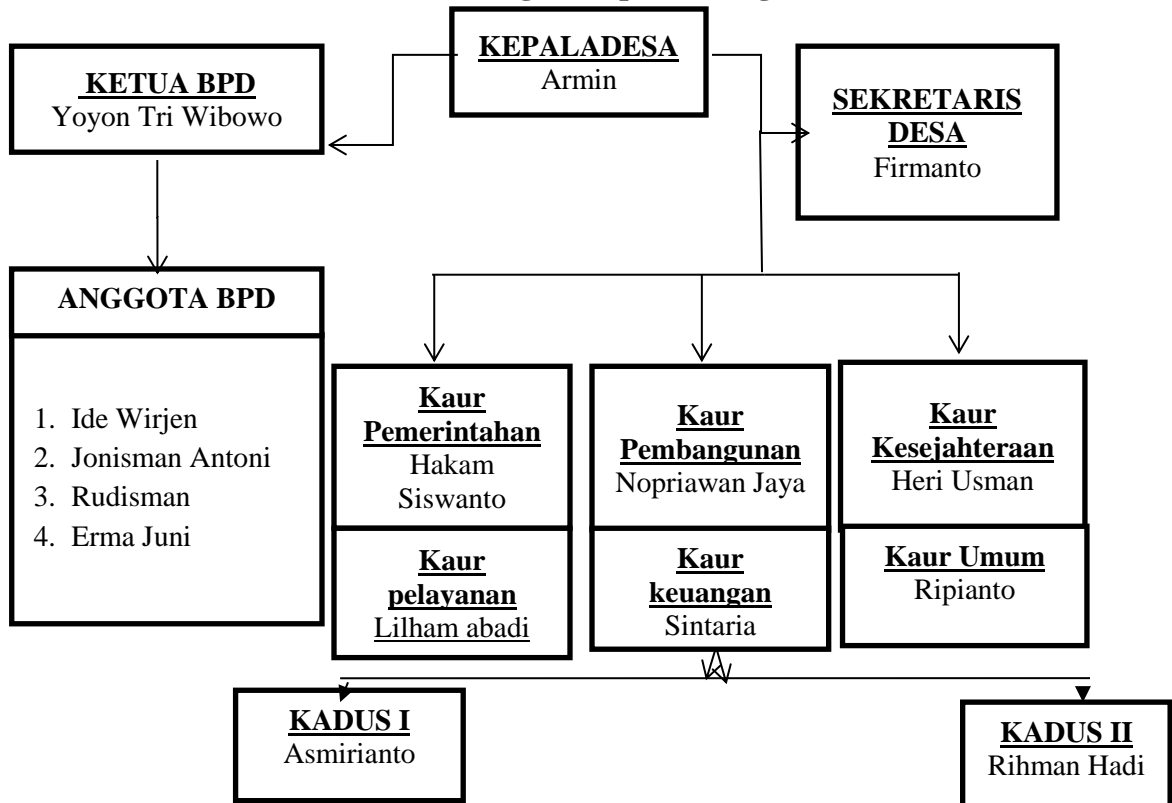 KEPALADESA
Armin
KETUA BPD
Yoyon Tri Wibowo
SEKRETARIS
DESA
Firmanto
ANGGOTA BPD
1. Ide Wirjen
2. Jonisman Antoni
3. Rudisman
4. Erma Juni
Kaur
Pemerintahan
Hakam
Siswanto
Kaur
Pembangunan
Nopriawan Jaya
Kaur
Kesejahteraan
Heri Usman
Kaur
pelayanan
Lilham abadi
Kaur
keuangan
Sintaria
Kaur Umum
Ripianto
KADUS I
Asmirianto
KADUS II
Rihman Hadi